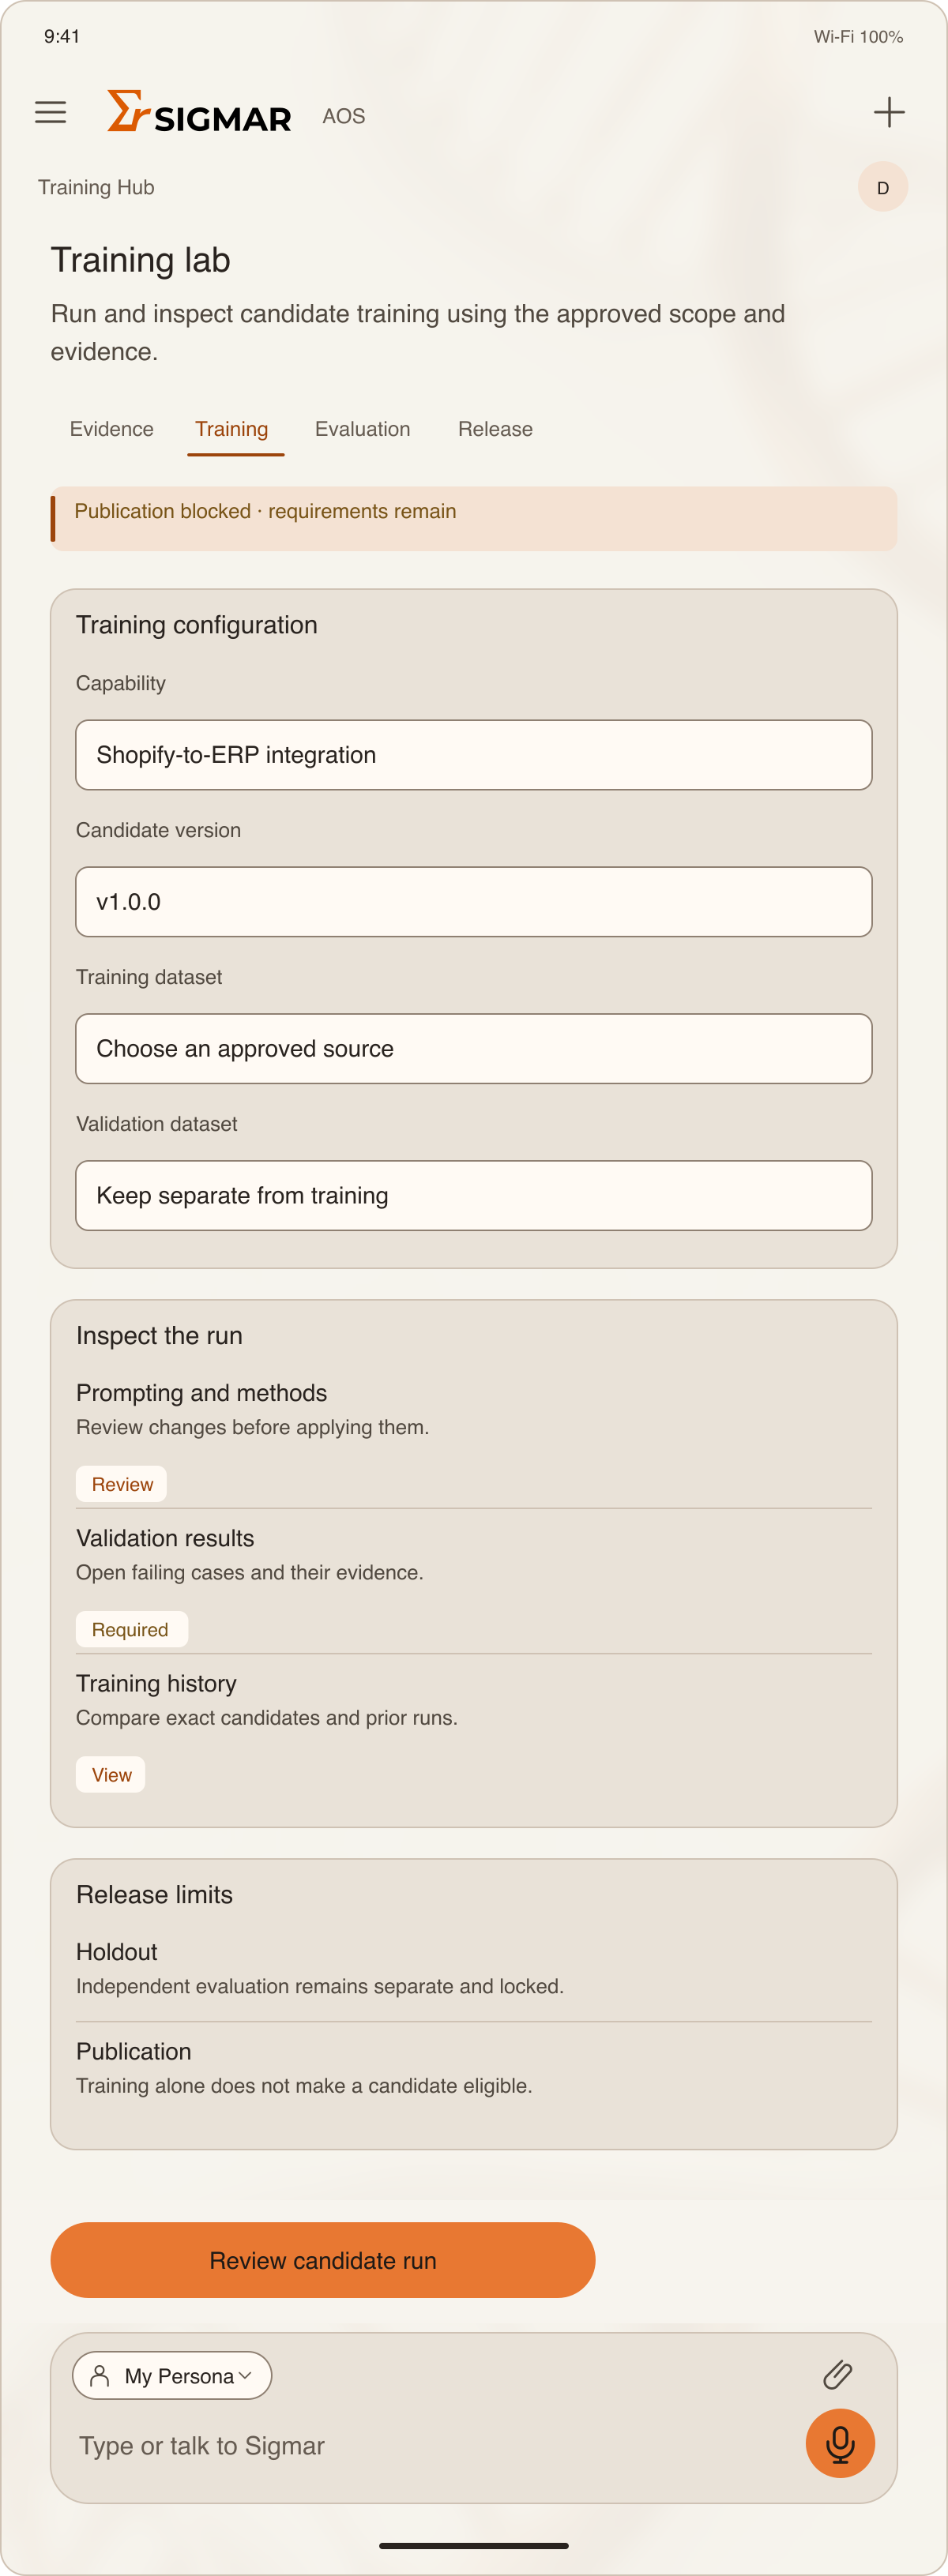 9:41
Wi-Fi 100%
Σr SIGMAR AOS
Training Hub
D
Training lab
Run and inspect candidate training using the approved scope and
evidence.
Evidence Training Evaluation Release
Publication blocked · requirements remain
Training configuration
Capability
Shopify-to-ERP integration
Candidate version
v1.0.0
Training dataset
Choose an approved source
Validation dataset
Keep separate from training
Inspect the run
Prompting and methods
Review changes before applying them.
Review
Validation results
Open failing cases and their evidence.
Required
Training history
Compare exact candidates and prior runs.
View
Release limits
Holdout
Independent evaluation remains separate and locked.
Publication
Training alone does not make a candidate eligible.
Review candidate run
My Persona
Type or talk to Sigmar